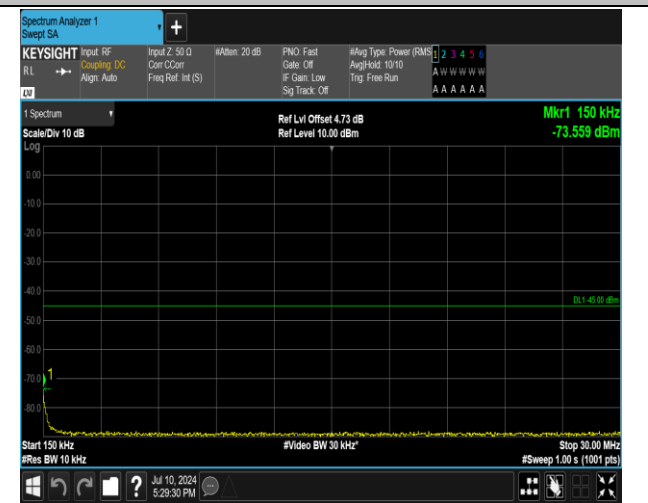 Spectrum Analyzer 1
Swept SA
+
KEYSIGHT Input: RF Input Z: 50 Ω #Atten: 20 dB PNO: Fast #Avg Type: Power (RMS 1 2 3 4 5 6
RL Coupling: DC Corr CCorr Gate: Off Avg|Hold: 10/10 A W W W W W
Align: Auto Freq Ref: Int (S) IF Gain: Low Trig: Free Run
Sig Track: Off A A A A A A
LXI
1 Spectrum
Ref Lvl Offset 4.73 dB Mkr1 150 kHz
Scale/Div 10 dB Ref Level 10.00 dBm -73.559 dBm
Log
0.00
-10.0
-20.0
-30.0
-40.0
DL1 -45.00 dBm
-50.0
-60.0
1
-70.0
-80.0
Start 150 kHz #Video BW 30 kHz* Stop 30.00 MHz
#Res BW 10 kHz #Sweep 1.00 s (1001 pts)
? Jul 10, 2024
5:29:30 PM